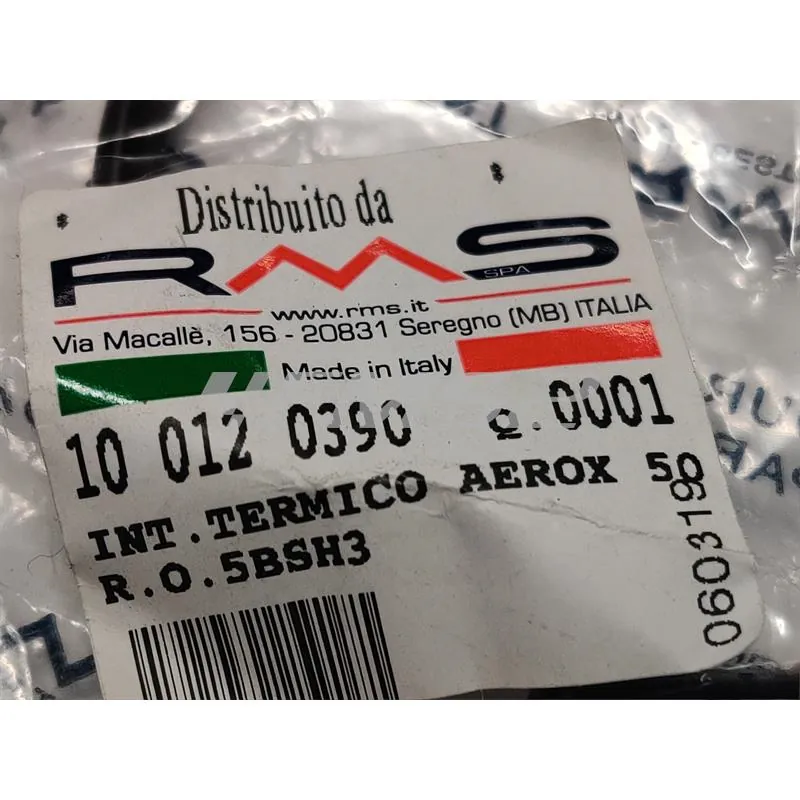 Distribuito da
RMS
SPA
www.rms.it
Via Macallè, 156 - 20831 Seregno (MB) ITALIA
Made in Italy
10 012 0390 Q.0001
INT.TERMICO AEROX 50
R.O.5BSH3
060319